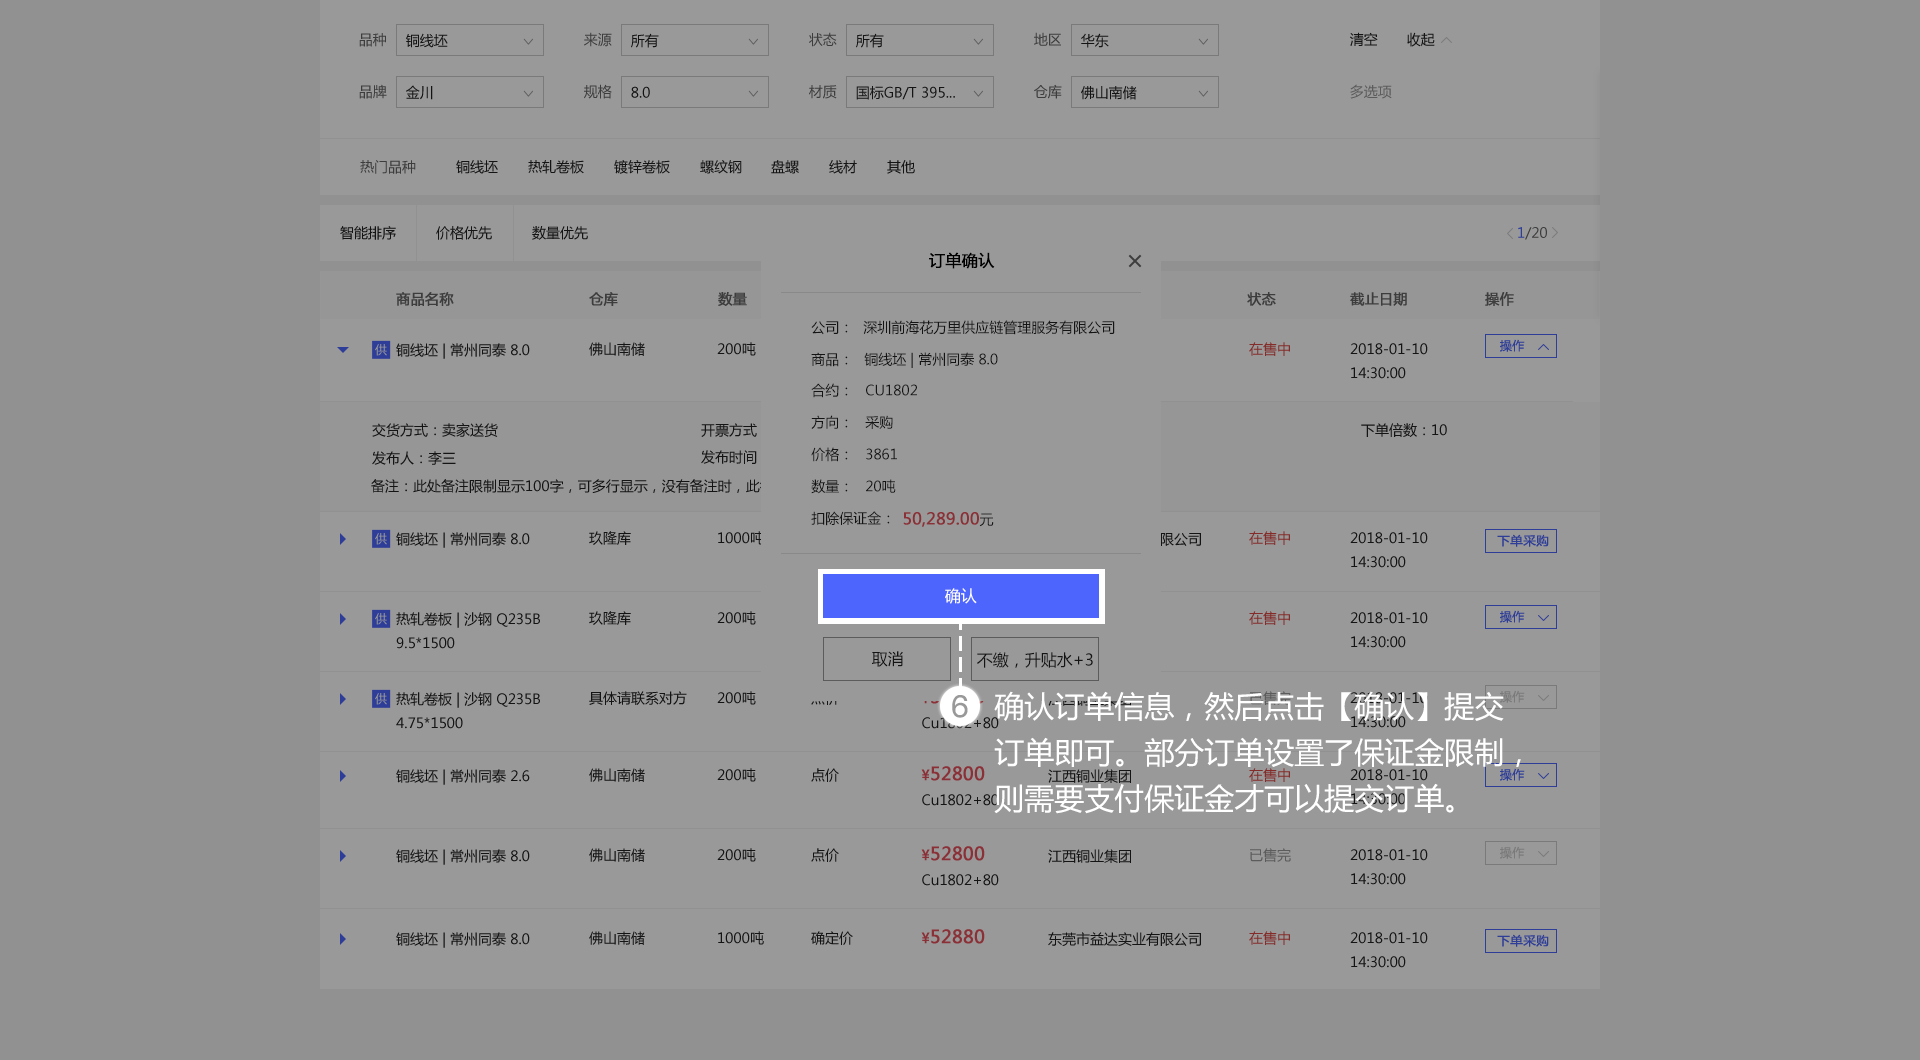 品种 铜线坯 来源 所有 状态 所有 地区 华东 清空 收起
品牌 金川 规格 8.0 材质 国标GB/T 395... 仓库 佛山南储 多选项
热门品种 铜线坯 热轧卷板 镀锌卷板 螺纹钢 盘螺 线材 其他
智能排序 价格优先 数量优先 1/20
订单确认
商品名称 仓库 数量 状态 截止日期 操作
公司： 深圳前海花万里供应链管理服务有限公司
商品： 铜线坯 | 常州同泰 8.0
合约： CU1802
方向： 采购
价格： 3861
数量： 20吨
扣除保证金： 50,289.00元
确认
取消 不缴，升贴水+3
供 铜线坯 | 常州同泰 8.0 佛山南储 200吨 在售中 2018-01-10 操作
14:30:00
交货方式：卖家送货 开票方式 下单倍数：10
发布人：李三 发布时间
备注：此处备注限制显示100字，可多行显示，没有备注时，此
供 铜线坯 | 常州同泰 8.0 玖隆库 1000吨 限公司 在售中 2018-01-10 下单采购
14:30:00
供 热轧卷板 | 沙钢 Q235B 玖隆库 200吨 在售中 2018-01-10 操作
9.5*1500 14:30:00
供 热轧卷板 | 沙钢 Q235B 具体请联系对方 200吨 点价 江西铜业集团 已售完 2018-01-10 操作
4.75*1500 Cu1802+80 14:30:00
6 确认订单信息，然后点击【确认】提交
订单即可。部分订单设置了保证金限制，
则需要支付保证金才可以提交订单。
铜线坯 | 常州同泰 2.6 佛山南储 200吨 点价 ¥52800 江西铜业集团 在售中 2018-01-10 操作
Cu1802+80 14:30:00
铜线坯 | 常州同泰 8.0 佛山南储 200吨 点价 ¥52800 江西铜业集团 已售完 2018-01-10 操作
Cu1802+80 14:30:00
铜线坯 | 常州同泰 8.0 佛山南储 1000吨 确定价 ¥52880 东莞市益达实业有限公司 在售中 2018-01-10 下单采购
14:30:00